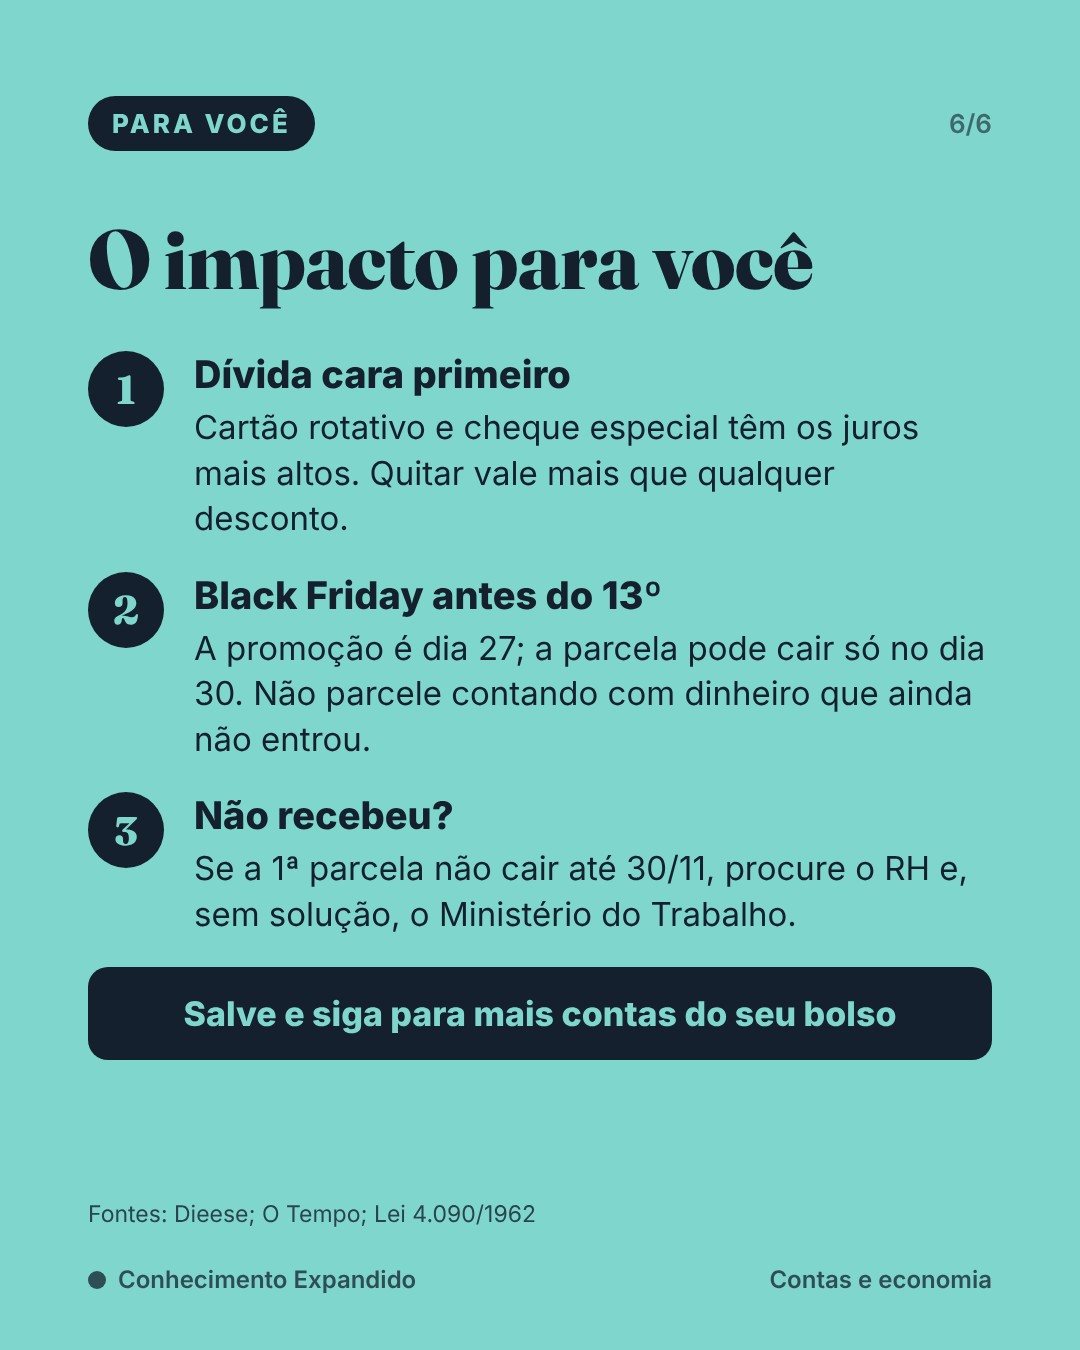 PARA VOCÊ
6/6
O impacto para você
1
Dívida cara primeiro
Cartão rotativo e cheque especial têm os juros
mais altos. Quitar vale mais que qualquer
desconto.
2
Black Friday antes do 13º
A promoção é dia 27; a parcela pode cair só no dia
30. Não parcele contando com dinheiro que ainda
não entrou.
3
Não recebeu?
Se a 1ª parcela não cair até 30/11, procure o RH e,
sem solução, o Ministério do Trabalho.
Salve e siga para mais contas do seu bolso
Fontes: Dieese; O Tempo; Lei 4.090/1962
Conhecimento Expandido
Contas e economia